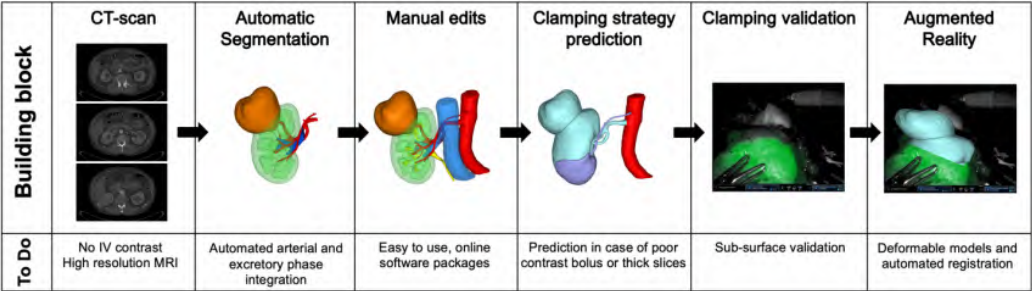 Building block
CT-scan
Automatic
Segmentation
Manual edits
Clamping strategy
prediction
Clamping validation
Augmented
Reality
To Do
No IV contrast
High resolution MRI
Automated arterial and
excretory phase
integration
Easy to use, online
software packages
Prediction in case of poor
contrast bolus or thick slices
Sub-surface validation
Deformable models and
automated registration